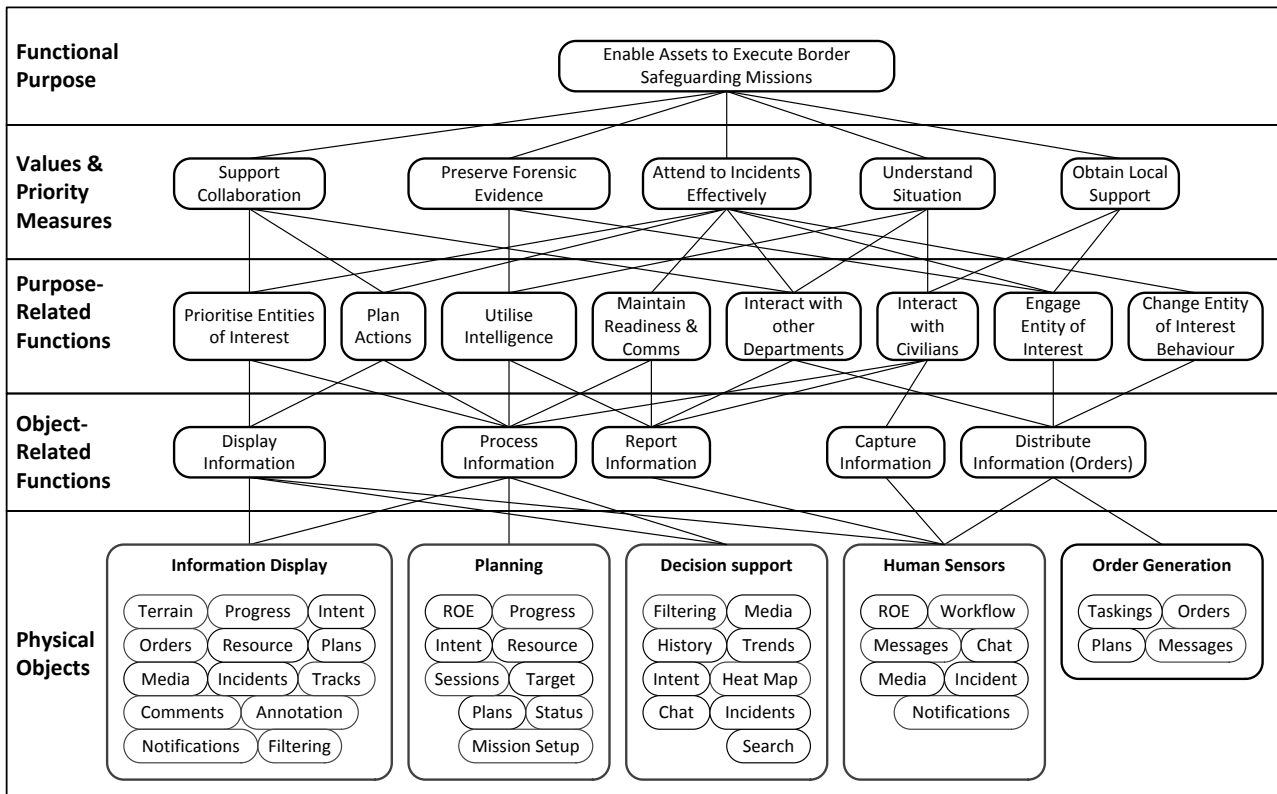 Functional
Purpose
Enable Assets to Execute Border
Safeguarding Missions
Values &
Priority
Measures
Support
Collaboration
Preserve Forensic
Evidence
Attend to Incidents
Effectively
Understand
Situation
Obtain Local
Support
Purpose-
Related
Functions
Prioritise Entities
of Interest
Plan
Actions
Utilise
Intelligence
Maintain
Readiness &
Comms
Interact with
other
Departments
Interact
with
Civilians
Engage
Entity of
Interest
Change Entity
of Interest
Behaviour
Object-
Related
Functions
Display
Information
Process
Information
Report
Information
Capture
Information
Distribute
Information (Orders)
Physical
Objects
Information Display
Terrain Progress Intent
Orders Resource Plans
Media Incidents Tracks
Comments Annotation
Notifications Filtering
Planning
ROE Progress
Intent Resource
Sessions Target
Plans Status
Mission Setup
Decision support
Filtering Media
History Trends
Intent Heat Map
Chat Incidents
Search
Human Sensors
ROE Workflow
Messages Chat
Media Incident
Notifications
Order Generation
Taskings Orders
Plans Messages